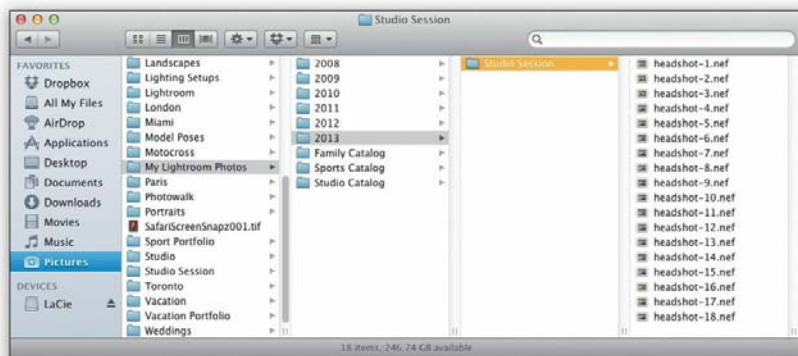 Studio Session
FAVORITES
Dropbox
All My Files
AirDrop
Applications
Desktop
Documents
Downloads
Movies
Music
Pictures
DEVICES
LaCie
Landscapes
Lighting Setups
Lightroom
London
Miami
Model Poses
Motocross
My Lightroom Photos
Paris
Photowalk
Portraits
SafariScreenSnapz001.tif
Sport Portfolio
Studio
Studio Session
Toronto
Vacation
Vacation Portfolio
Weddings
2008
2009
2010
2011
2012
2013
Family Catalog
Sports Catalog
Studio Catalog
Studio Session
headshot-1.nef
headshot-2.nef
headshot-3.nef
headshot-4.nef
headshot-5.nef
headshot-6.nef
headshot-7.nef
headshot-8.nef
headshot-9.nef
headshot-10.nef
headshot-11.nef
headshot-12.nef
headshot-13.nef
headshot-14.nef
headshot-15.nef
headshot-16.nef
headshot-17.nef
headshot-18.nef
18 items, 246.74 GB available